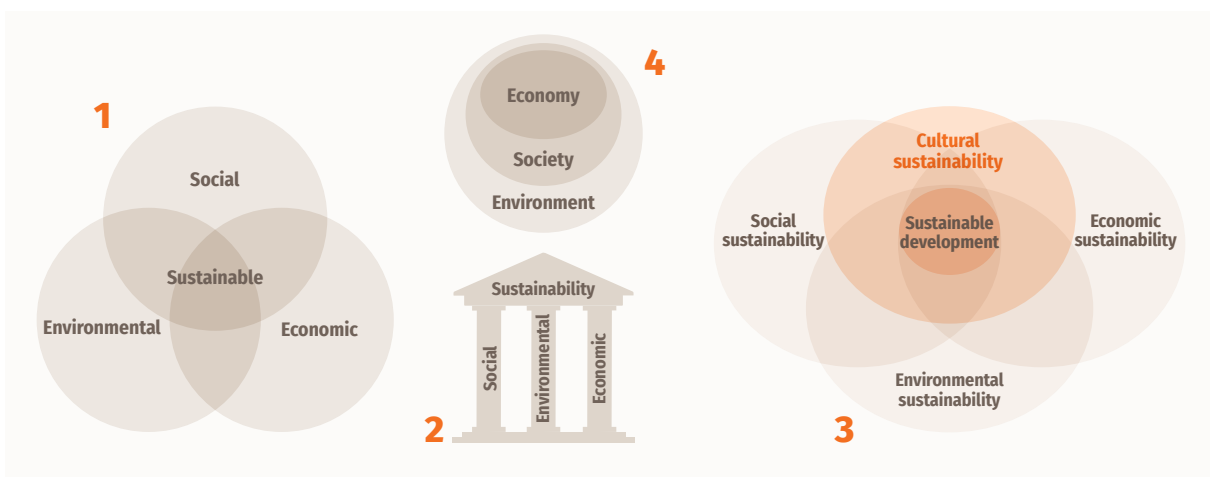 1
Social
Sustainable
Environmental
Economic
4
Economy
Society
Environment
2
Sustainability
Social
Environmental
Economic
3
Cultural
sustainability
Social
sustainability
Sustainable
development
Economic
sustainability
Environmental
sustainability